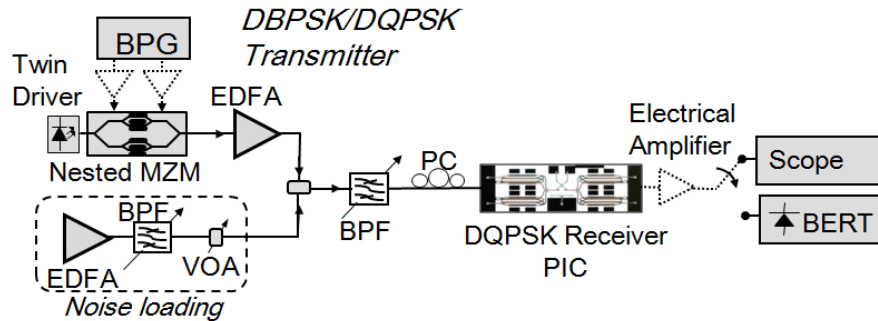 DBPSK/DQPSK
Transmitter
BPG
Twin
Driver
EDFA
Nested MZM
Electrical
Amplifier
Scope
PC
BERT
BPF
DQPSK Receiver
PIC
BPF
VOA
EDFA
Noise loading